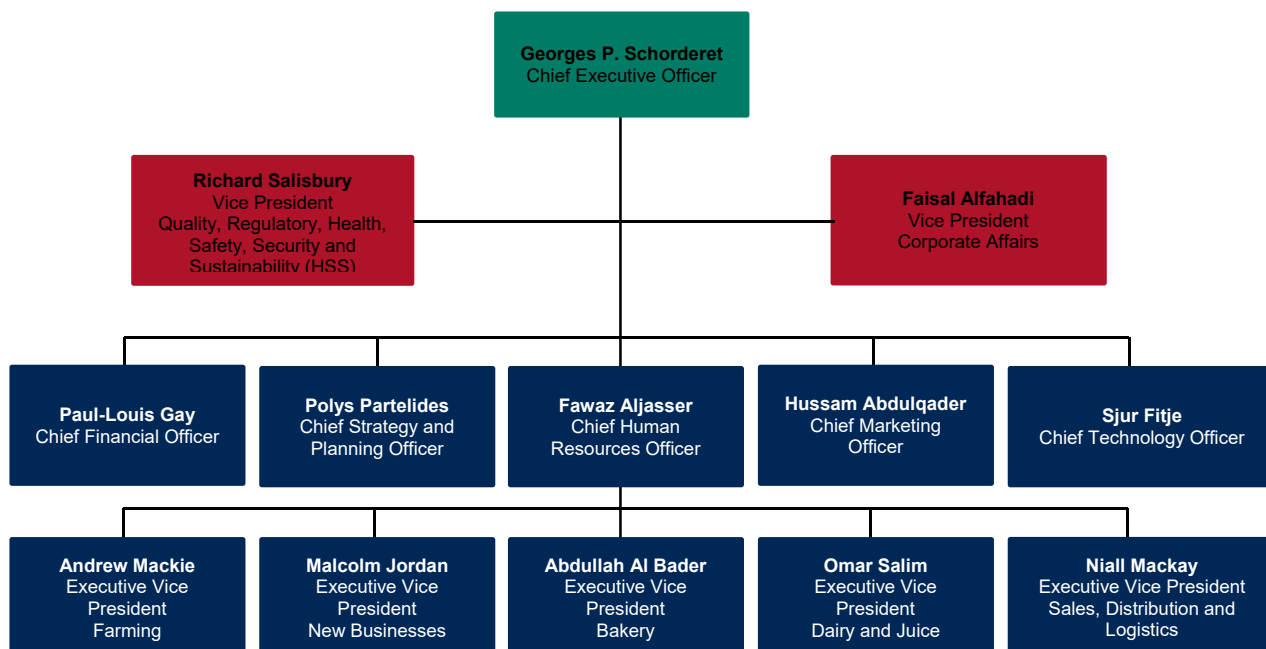 Georges P. Schorderet
Chief Executive Officer
Richard Salisbury
Vice President
Quality, Regulatory, Health,
Safety, Security and
Sustainability (HSS)
Faisal Alfahadi
Vice President
Corporate Affairs
Paul-Louis Gay
Chief Financial Officer
Polys Partelides
Chief Strategy and
Planning Officer
Fawaz Aljasser
Chief Human
Resources Officer
Hussam Abdulqader
Chief Marketing
Officer
Sjur Fitje
Chief Technology Officer
Andrew Mackie
Executive Vice
President
Farming
Malcolm Jordan
Executive Vice
President
New Businesses
Abdullah Al Bader
Executive Vice
President
Bakery
Omar Salim
Executive Vice
President
Dairy and Juice
Niall Mackay
Executive Vice President
Sales, Distribution and
Logistics